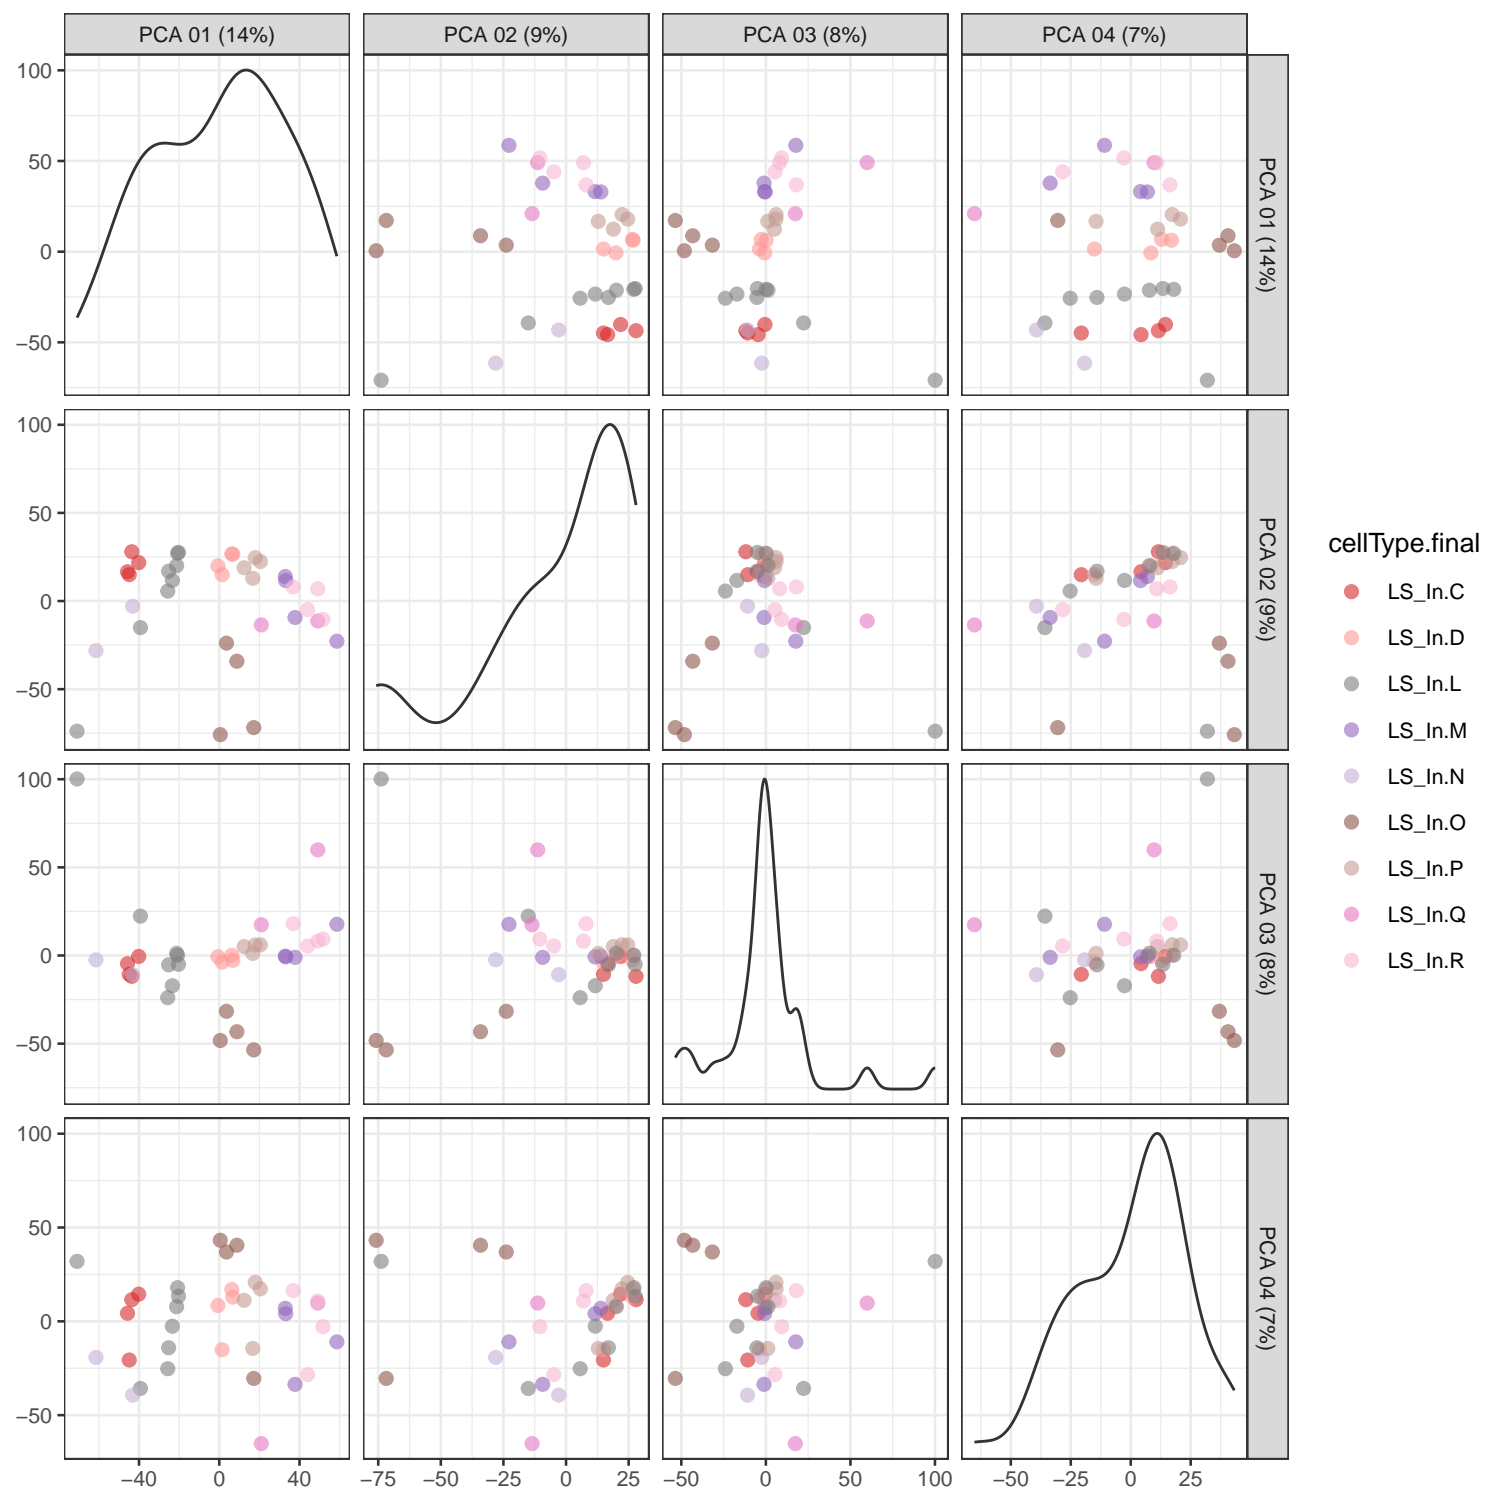 PCA 01 (14%)
PCA 02 (9%)
PCA 03 (8%)
PCA 04 (7%)
100
50
0
−50
PCA 01 (14%)
100
50
0
−50
PCA 02 (9%)
100
50
0
−50
PCA 03 (8%)
100
50
0
−50
PCA 04 (7%)
−40 0 40
−75 −50 −25 0 25
−50 0 50 100
−50 −25 0 25
cellType.final
LS_In.C
LS_In.D
LS_In.L
LS_In.M
LS_In.N
LS_In.O
LS_In.P
LS_In.Q
LS_In.R